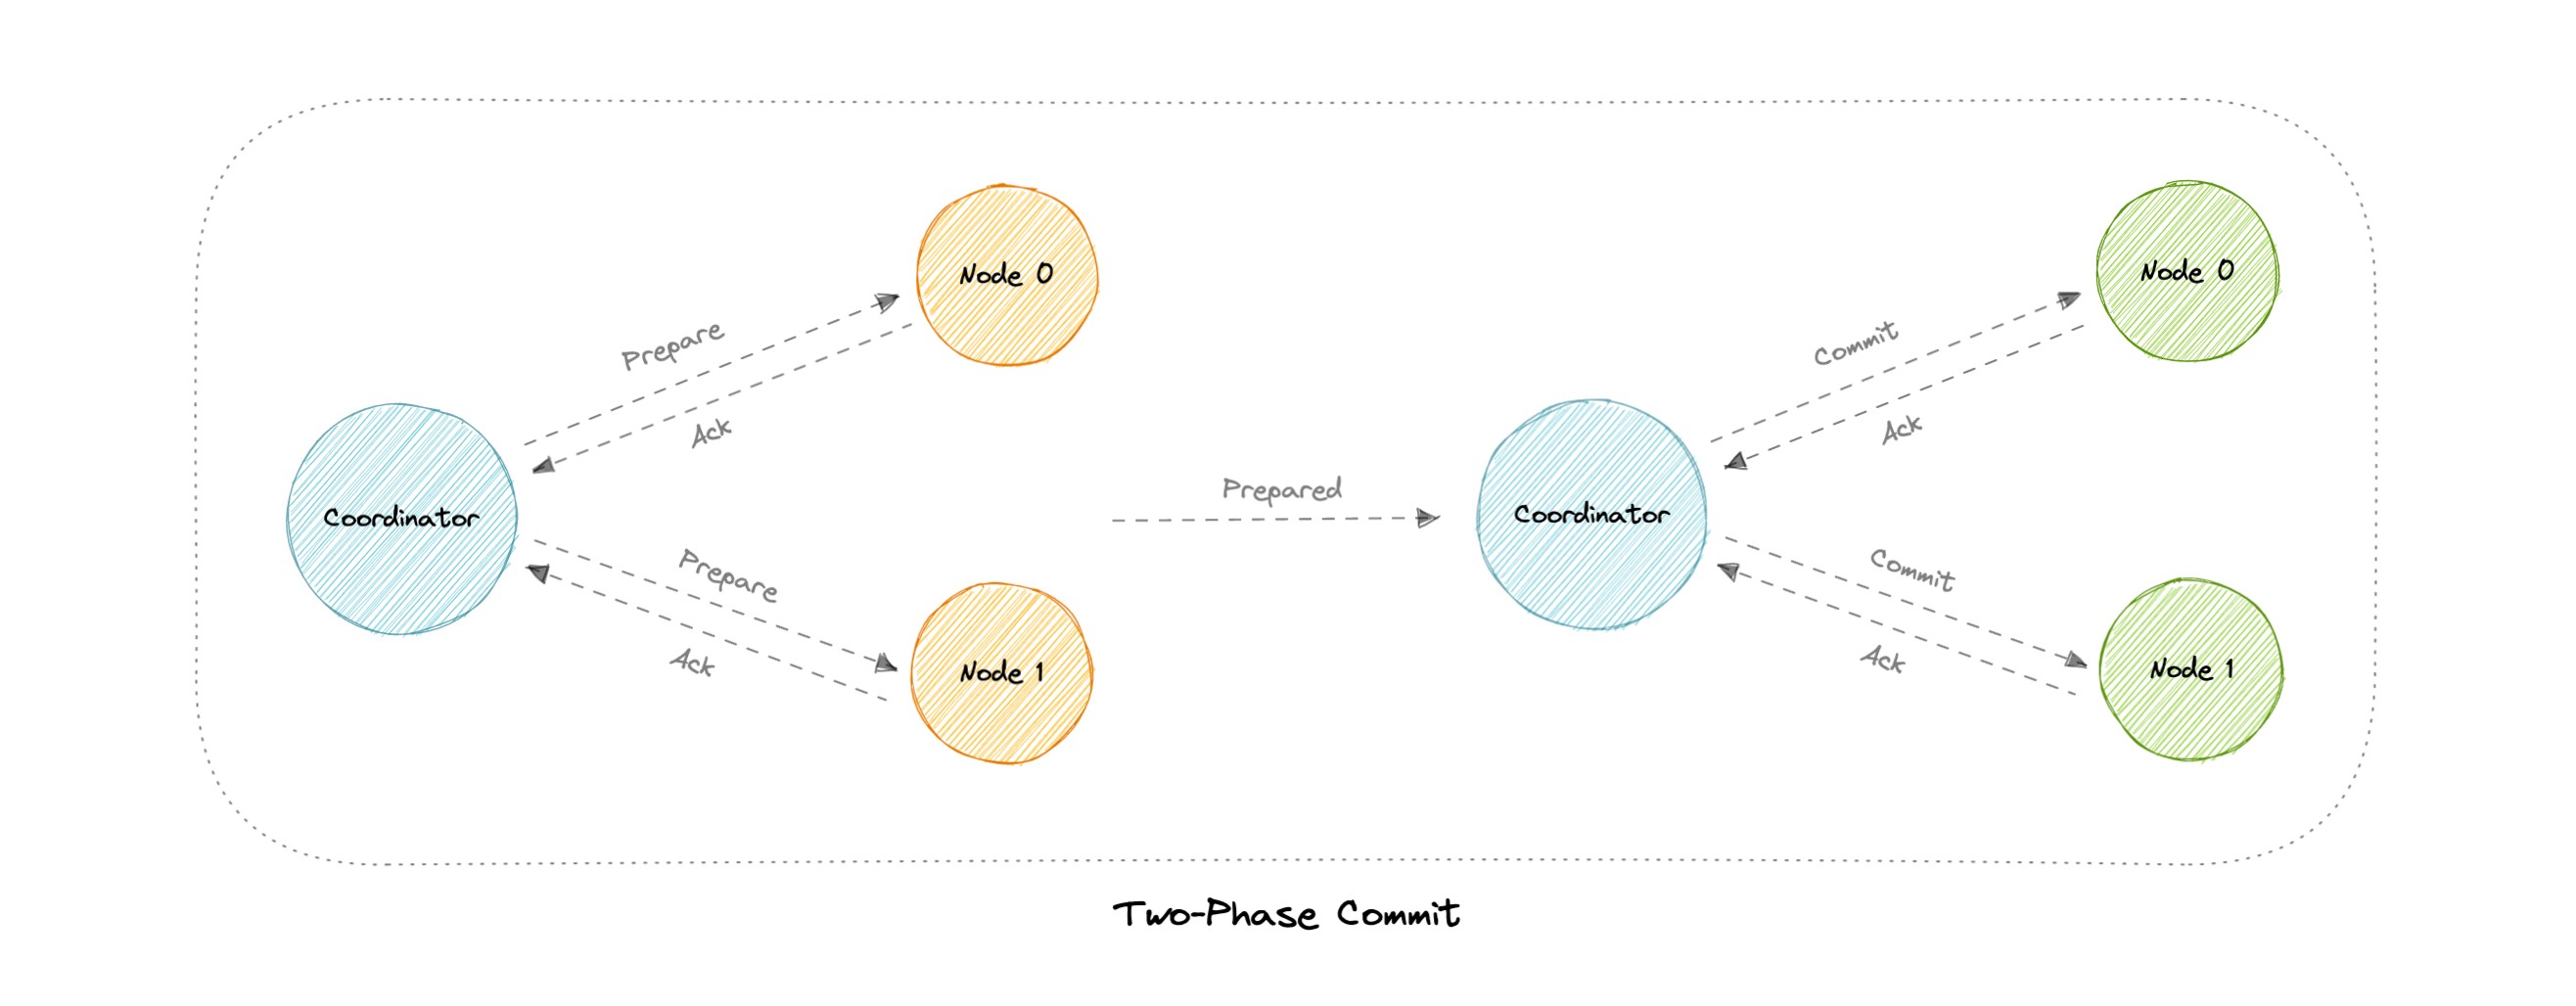 Node 0
Prepare
Ack
Coordinator
Prepare
Ack
Node 1
Prepared
Node 0
Commit
Ack
Coordinator
Commit
Ack
Node 1
Two-Phase Commit